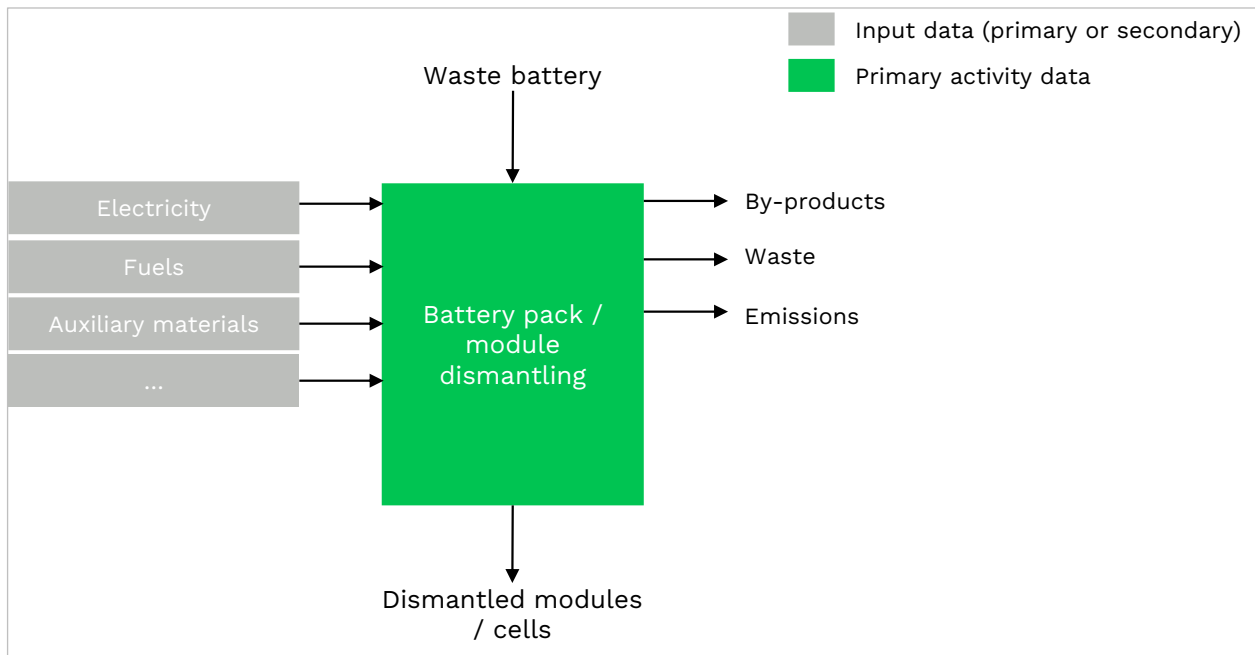 Input data (primary or secondary)
Primary activity data
Waste battery
Electricity
Fuels
Auxiliary materials
...
Battery pack /
module
dismantling
By-products
Waste
Emissions
Dismantled modules
/ cells